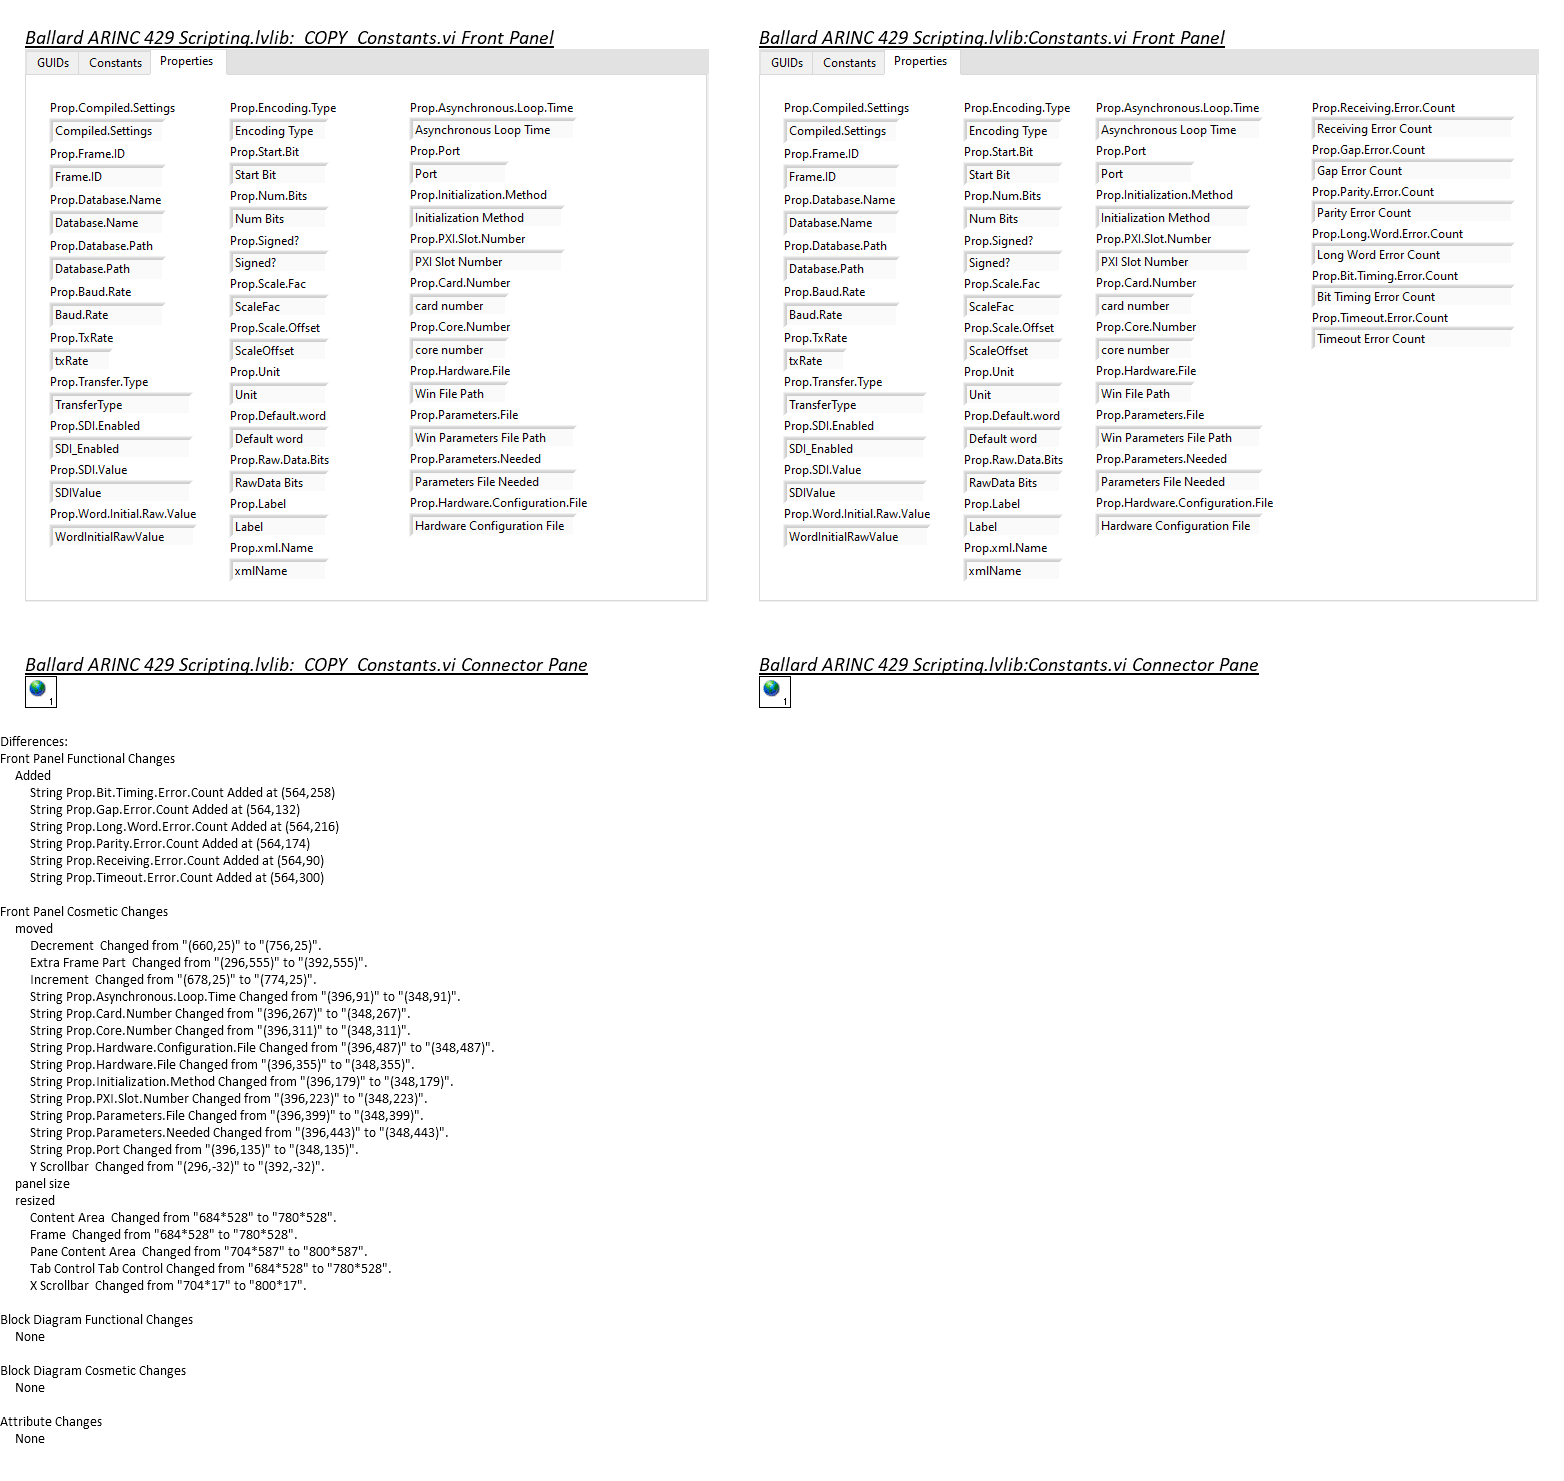 Ballard ARINC 429 Scripting.lvlib:_COPY_Constants.vi Front Panel
GUIDs Constants Properties
Prop.Compiled.Settings
Compiled.Settings
Prop.Frame.ID
Frame.ID
Prop.Database.Name
Database.Name
Prop.Database.Path
Database.Path
Prop.Baud.Rate
Baud.Rate
Prop.TxRate
txRate
Prop.Transfer.Type
TransferType
Prop.SDI.Enabled
SDI_Enabled
Prop.SDI.Value
SDIValue
Prop.Word.Initial.Raw.Value
WordInitialRawValue
Prop.Encoding.Type
Encoding Type
Prop.Start.Bit
Start Bit
Prop.Num.Bits
Num Bits
Prop.Signed?
Signed?
Prop.Scale.Fac
ScaleFac
Prop.Scale.Offset
ScaleOffset
Prop.Unit
Unit
Prop.Default.word
Default word
Prop.Raw.Data.Bits
RawData Bits
Prop.Label
Label
Prop.xml.Name
xmlName
Prop.Asynchronous.Loop.Time
Asynchronous Loop Time
Prop.Port
Port
Prop.Initialization.Method
Initialization Method
Prop.PXI.Slot.Number
PXI Slot Number
Prop.Card.Number
card number
Prop.Core.Number
core number
Prop.Hardware.File
Win File Path
Prop.Parameters.File
Win Parameters File Path
Prop.Parameters.Needed
Parameters File Needed
Prop.Hardware.Configuration.File
Hardware Configuration File
Ballard ARINC 429 Scripting.lvlib:Constants.vi Front Panel
GUIDs Constants Properties
Prop.Compiled.Settings
Compiled.Settings
Prop.Frame.ID
Frame.ID
Prop.Database.Name
Database.Name
Prop.Database.Path
Database.Path
Prop.Baud.Rate
Baud.Rate
Prop.TxRate
txRate
Prop.Transfer.Type
TransferType
Prop.SDI.Enabled
SDI_Enabled
Prop.SDI.Value
SDIValue
Prop.Word.Initial.Raw.Value
WordInitialRawValue
Prop.Encoding.Type
Encoding Type
Prop.Start.Bit
Start Bit
Prop.Num.Bits
Num Bits
Prop.Signed?
Signed?
Prop.Scale.Fac
ScaleFac
Prop.Scale.Offset
ScaleOffset
Prop.Unit
Unit
Prop.Default.word
Default word
Prop.Raw.Data.Bits
RawData Bits
Prop.Label
Label
Prop.xml.Name
xmlName
Prop.Asynchronous.Loop.Time
Asynchronous Loop Time
Prop.Port
Port
Prop.Initialization.Method
Initialization Method
Prop.PXI.Slot.Number
PXI Slot Number
Prop.Card.Number
card number
Prop.Core.Number
core number
Prop.Hardware.File
Win File Path
Prop.Parameters.File
Win Parameters File Path
Prop.Parameters.Needed
Parameters File Needed
Prop.Hardware.Configuration.File
Hardware Configuration File
Prop.Receiving.Error.Count
Receiving Error Count
Prop.Gap.Error.Count
Gap Error Count
Prop.Parity.Error.Count
Parity Error Count
Prop.Long.Word.Error.Count
Long Word Error Count
Prop.Bit.Timing.Error.Count
Bit Timing Error Count
Prop.Timeout.Error.Count
Timeout Error Count
Ballard ARINC 429 Scripting.lvlib:_COPY_Constants.vi Connector Pane
1
Ballard ARINC 429 Scripting.lvlib:Constants.vi Connector Pane
1
Differences:
Front Panel Functional Changes
Added
String Prop.Bit.Timing.Error.Count Added at (564,258)
String Prop.Gap.Error.Count Added at (564,132)
String Prop.Long.Word.Error.Count Added at (564,216)
String Prop.Parity.Error.Count Added at (564,174)
String Prop.Receiving.Error.Count Added at (564,90)
String Prop.Timeout.Error.Count Added at (564,300)
Front Panel Cosmetic Changes
moved
Decrement  Changed from "(660,25)" to "(756,25)".
Extra Frame Part  Changed from "(296,555)" to "(392,555)".
Increment  Changed from "(678,25)" to "(774,25)".
String Prop.Asynchronous.Loop.Time Changed from "(396,91)" to "(348,91)".
String Prop.Card.Number Changed from "(396,267)" to "(348,267)".
String Prop.Core.Number Changed from "(396,311)" to "(348,311)".
String Prop.Hardware.Configuration.File Changed from "(396,487)" to "(348,487)".
String Prop.Hardware.File Changed from "(396,355)" to "(348,355)".
String Prop.Initialization.Method Changed from "(396,179)" to "(348,179)".
String Prop.PXI.Slot.Number Changed from "(396,223)" to "(348,223)".
String Prop.Parameters.File Changed from "(396,399)" to "(348,399)".
String Prop.Parameters.Needed Changed from "(396,443)" to "(348,443)".
String Prop.Port Changed from "(396,135)" to "(348,135)".
Y Scrollbar  Changed from "(296,-32)" to "(392,-32)".
panel size
resized
Content Area  Changed from "684*528" to "780*528".
Frame  Changed from "684*528" to "780*528".
Pane Content Area  Changed from "704*587" to "800*587".
Tab Control Tab Control Changed from "684*528" to "780*528".
X Scrollbar  Changed from "704*17" to "800*17".
Block Diagram Functional Changes
None
Block Diagram Cosmetic Changes
None
Attribute Changes
None